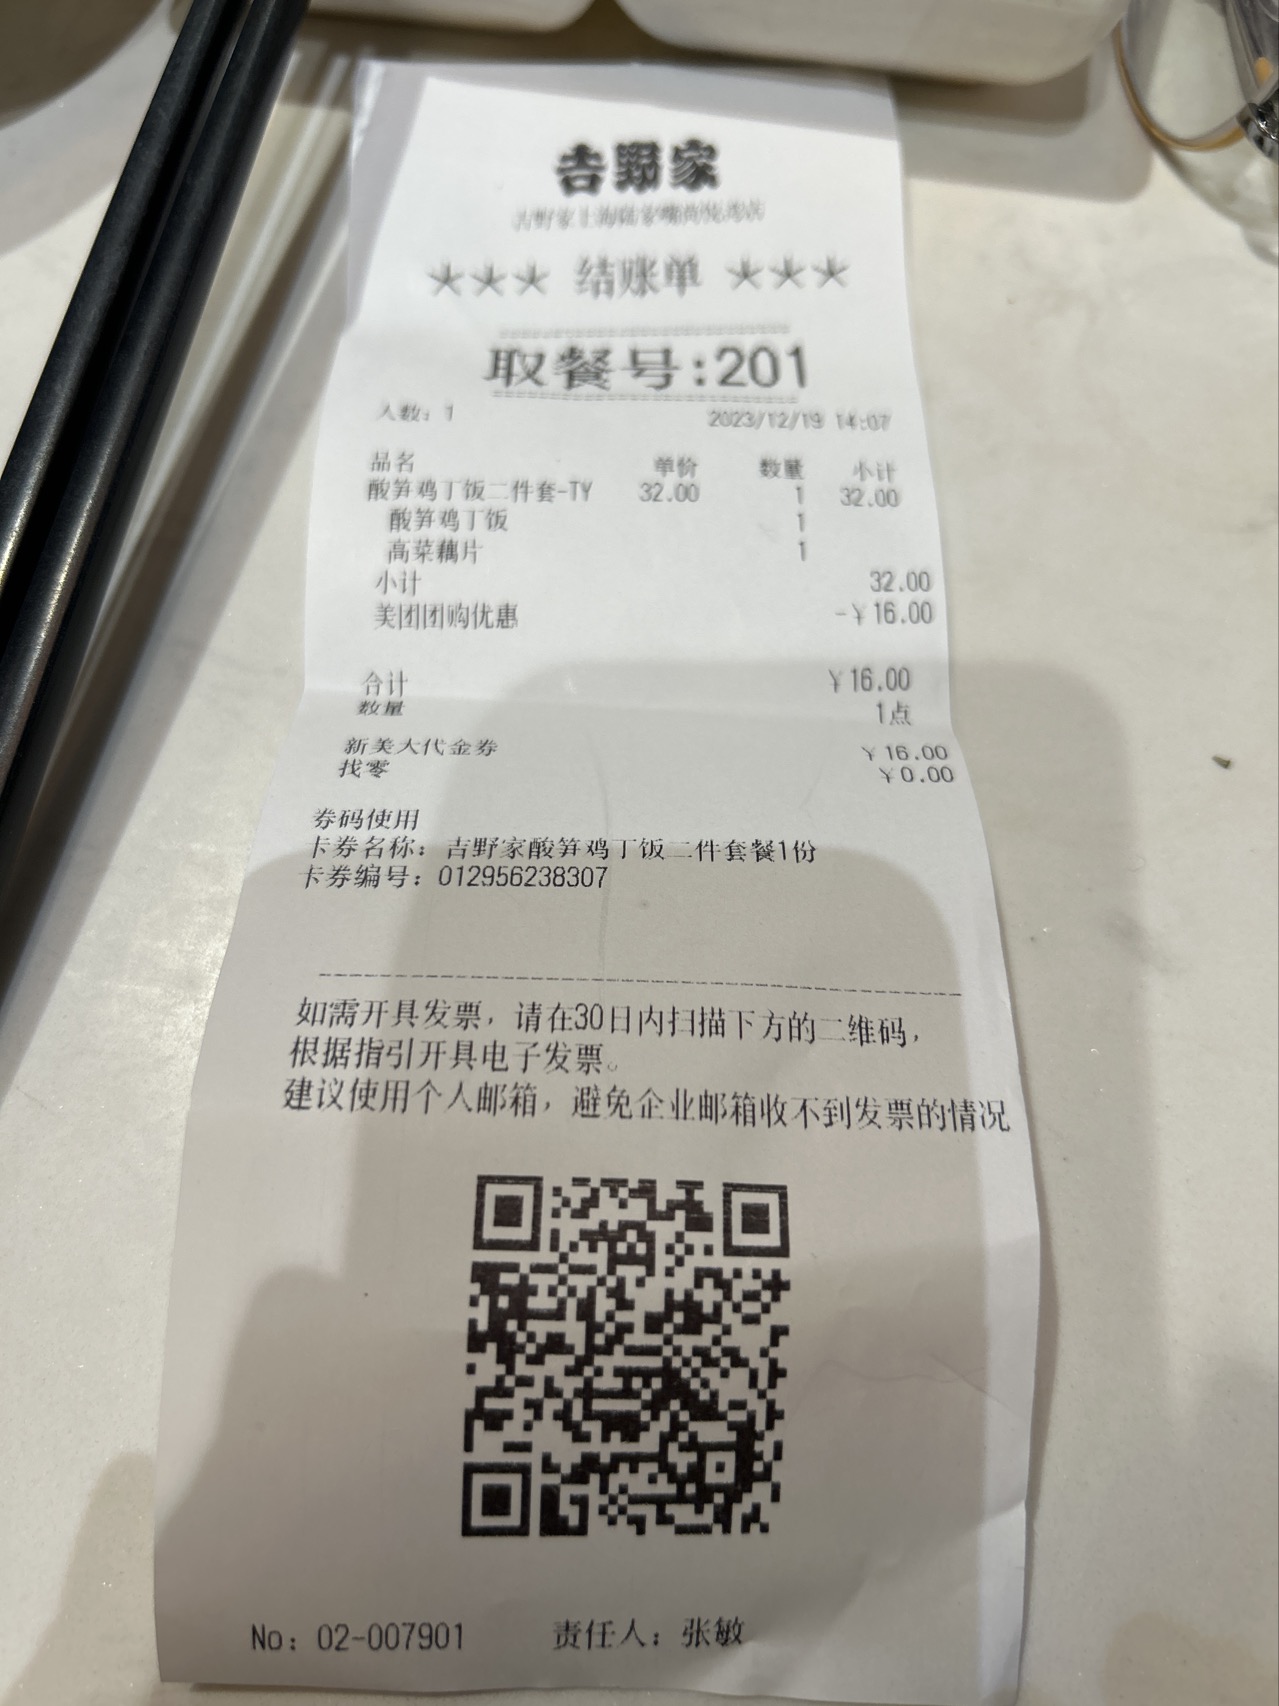 吉野家
吉野家上海陆家嘴
★★★ 结账单 ★★★
取餐号:201
人数：1 2023/12/19 14:07
品名 单价 数量 小计
酸笋鸡丁饭二件套-TY 32.00 1 32.00
酸笋鸡丁饭 1
高菜藕片 1
小计 32.00
美团团购优惠 -￥16.00
合计 ￥16.00
数量 1点
新美大代金券 ￥16.00
找零 ￥0.00
券码使用
卡券名称：吉野家酸笋鸡丁饭二件套餐1份
卡券编号：012956238307
如需开具发票，请在30日内扫描下方的二维码，
根据指引开具电子发票。
建议使用个人邮箱，避免企业邮箱收不到发票的情况
No：02-007901 责任人：张敏